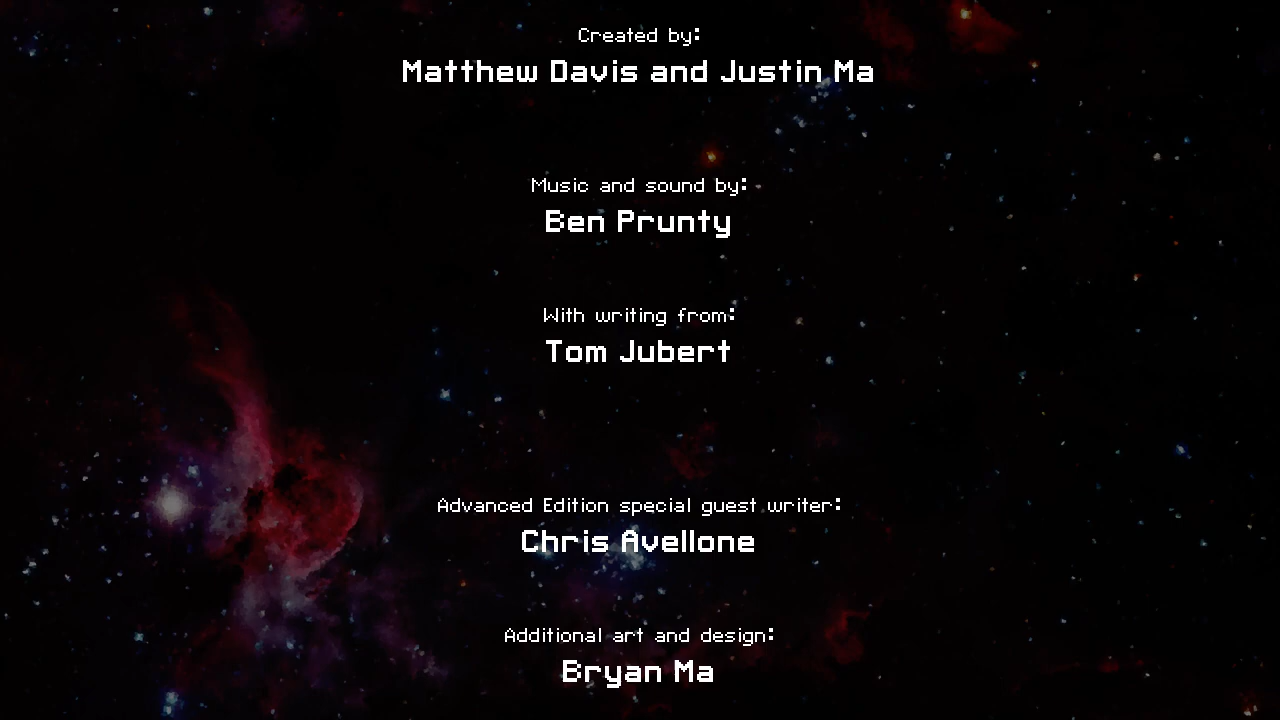 Created by:
Matthew Davis and Justin Ma
Music and sound by:
Ben Prunty
With writing from:
Tom Jubert
Advanced Edition special guest writer:
Chris Avellone
Additional art and design:
Bryan Ma